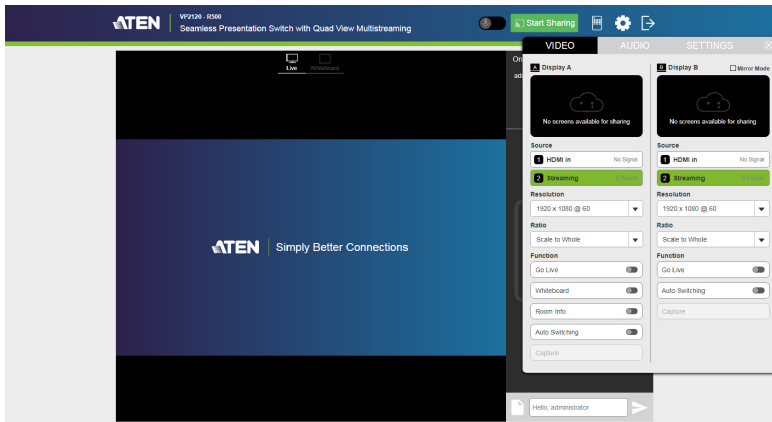 ATEN
VP2120 - R500
Seamless Presentation Switch with Quad View Multistreaming
Start Sharing
Live
Whiteboard
VIDEO
AUDIO
SETTINGS
A Display A
No screens available for sharing
Source
1 HDMI in No Signal
2 Streaming
Resolution
1920 x 1080 @ 60
Ratio
Scale to Whole
Function
Go Live
Whiteboard
Room Info
Auto Switching
Capture
B Display B
Mirror Mode
No screens available for sharing
Source
1 HDMI in No Signal
2 Streaming
Resolution
1920 x 1080 @ 60
Ratio
Scale to Whole
Function
Go Live
Auto Switching
Capture
ATEN
Simply Better Connections
Hello, administrator